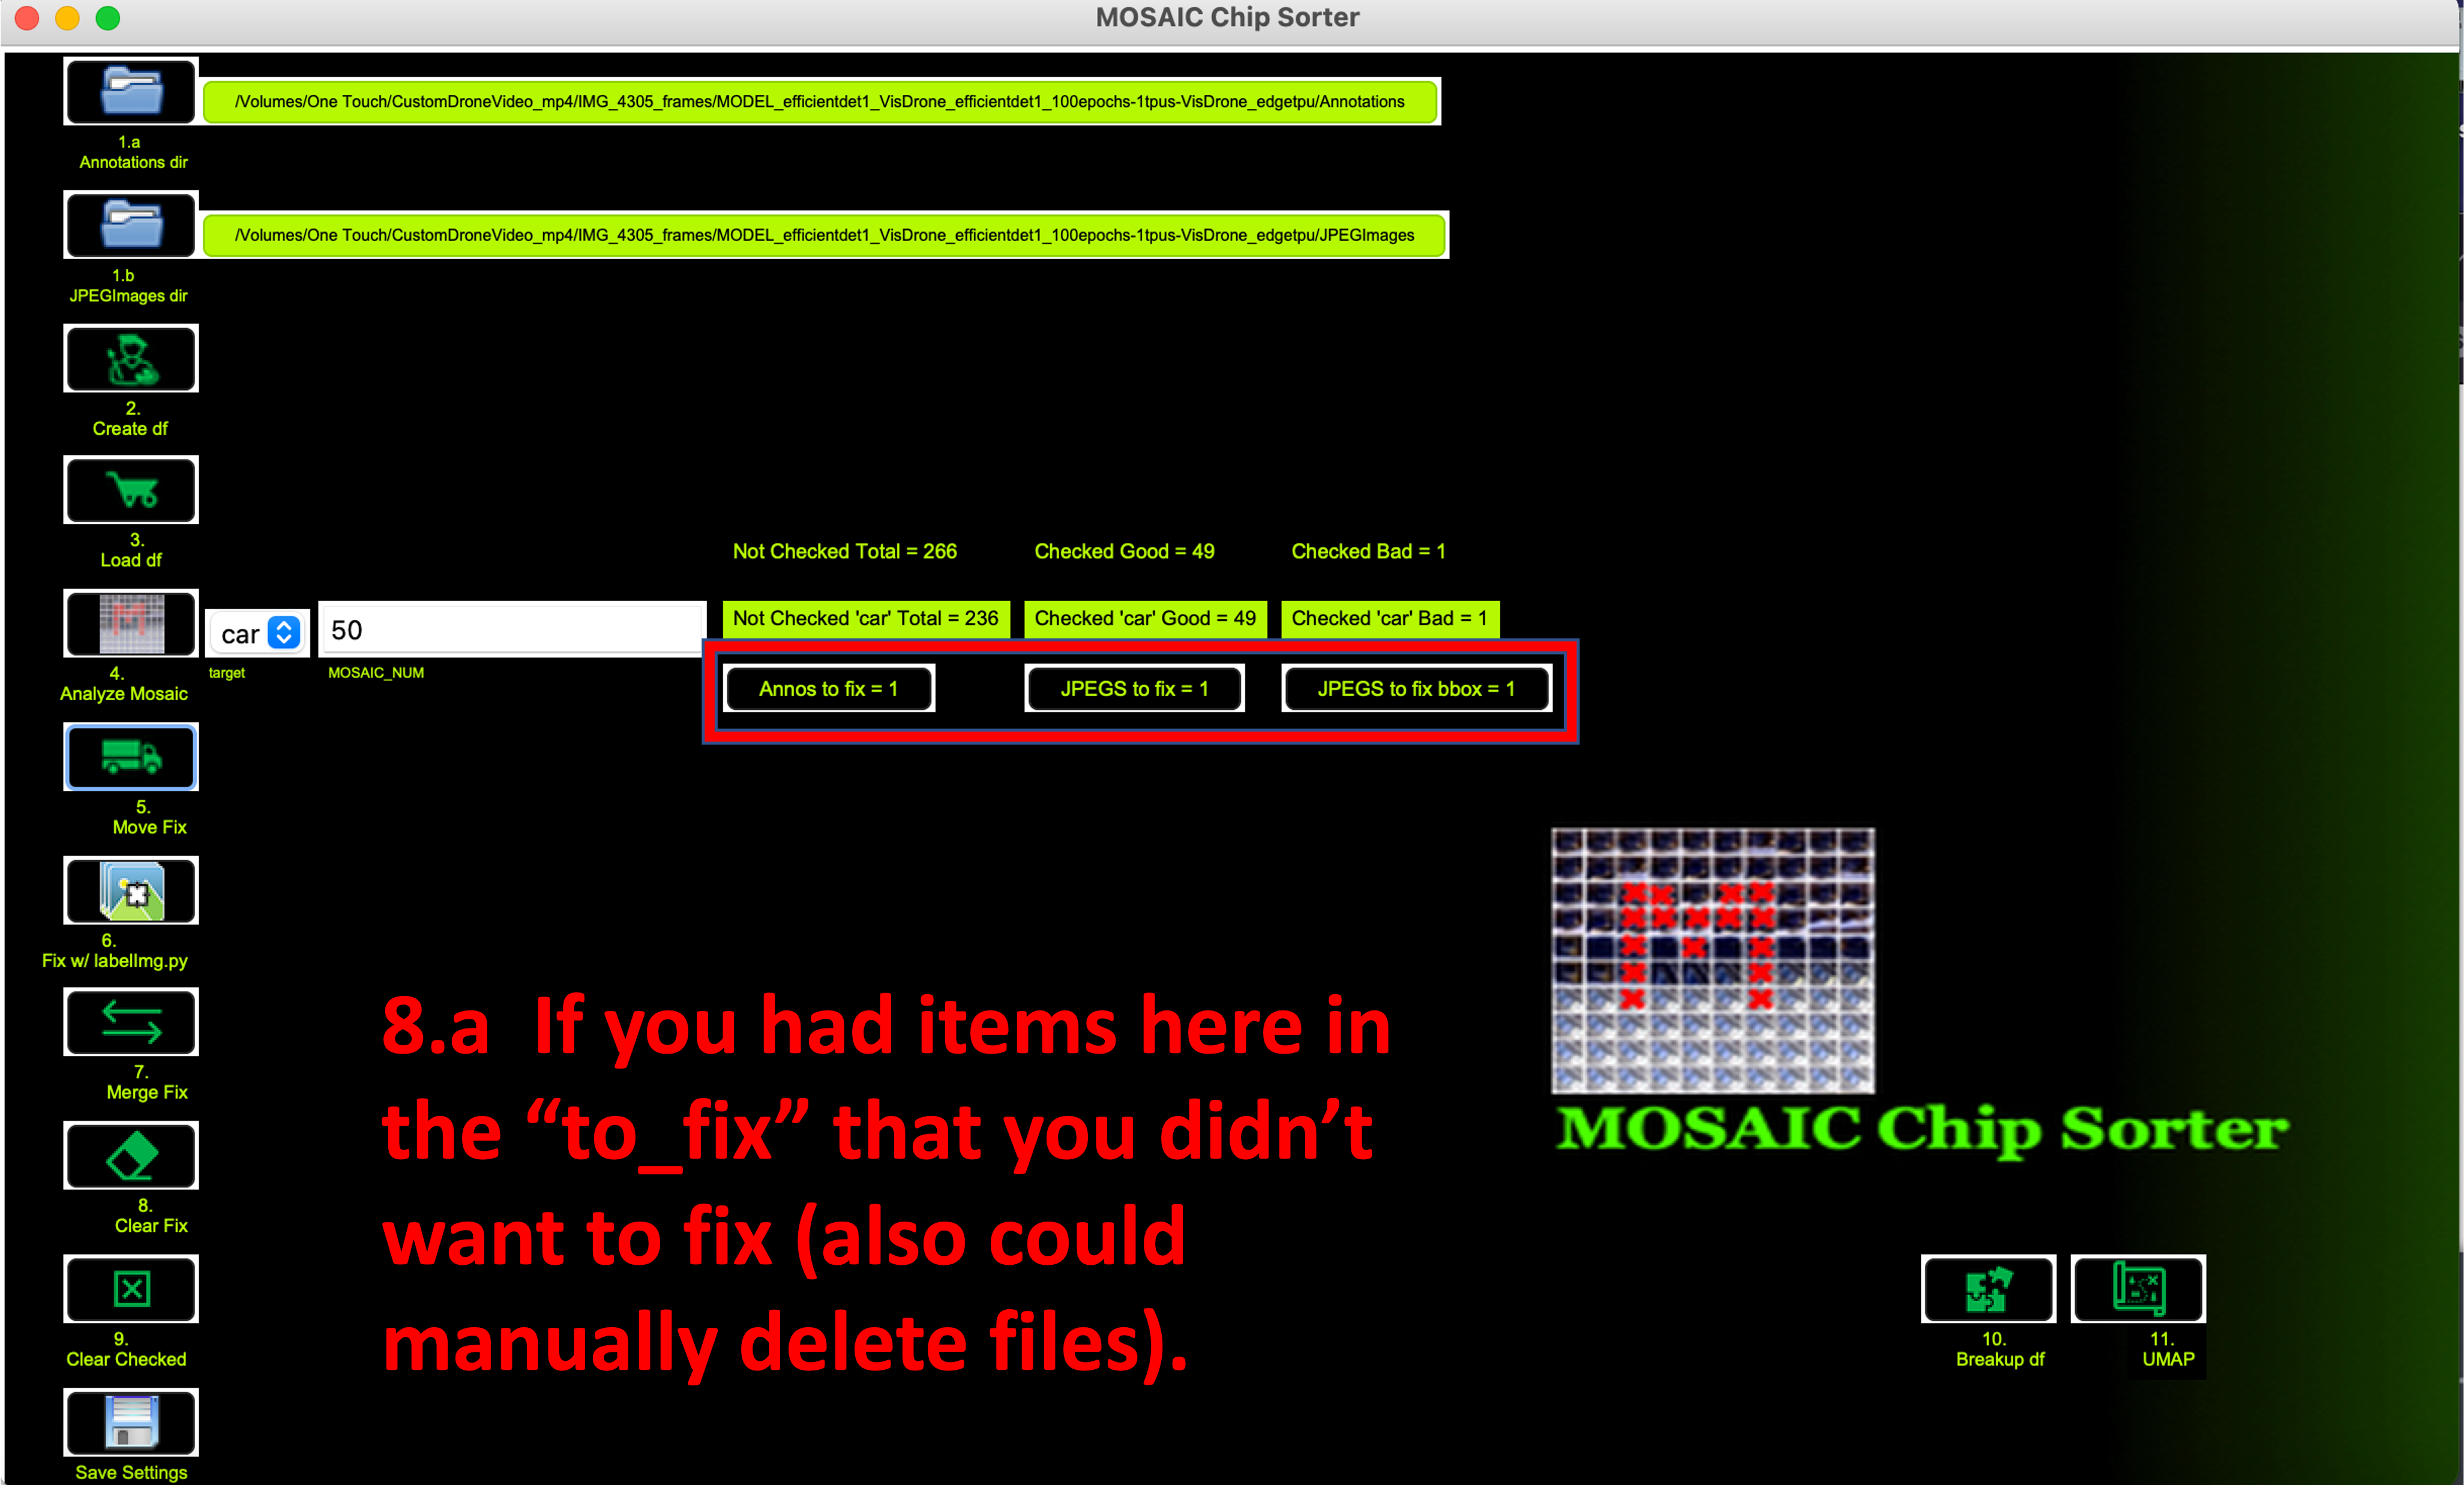 MOSAIC Chip Sorter
/Volumes/One Touch/CustomDroneVideo_mp4/IMG_4305_frames/MODEL_efficientdet1_VisDrone_efficientdet1_100epochs-1tpus-VisDrone_edgetpu/Annotations
1.a
Annotations dir
/Volumes/One Touch/CustomDroneVideo_mp4/IMG_4305_frames/MODEL_efficientdet1_VisDrone_efficientdet1_100epochs-1tpus-VisDrone_edgetpu/JPEGImages
1.b
JPEGImages dir
2.
Create df
3.
Load df
Not Checked Total = 266
Checked Good = 49
Checked Bad = 1
Not Checked 'car' Total = 236
Checked 'car' Good = 49
Checked 'car' Bad = 1
car
50
4.
Analyze Mosaic
target
MOSAIC_NUM
Annos to fix = 1
JPEGS to fix = 1
JPEGS to fix bbox = 1
5.
Move Fix
6.
Fix w/ labelImg.py
7.
Merge Fix
8.
Clear Fix
9.
Clear Checked
Save Settings
8.a If you had items here in
the “to_fix” that you didn’t
want to fix (also could
manually delete files).
MOSAIC Chip Sorter
10.
Breakup df
11.
UMAP